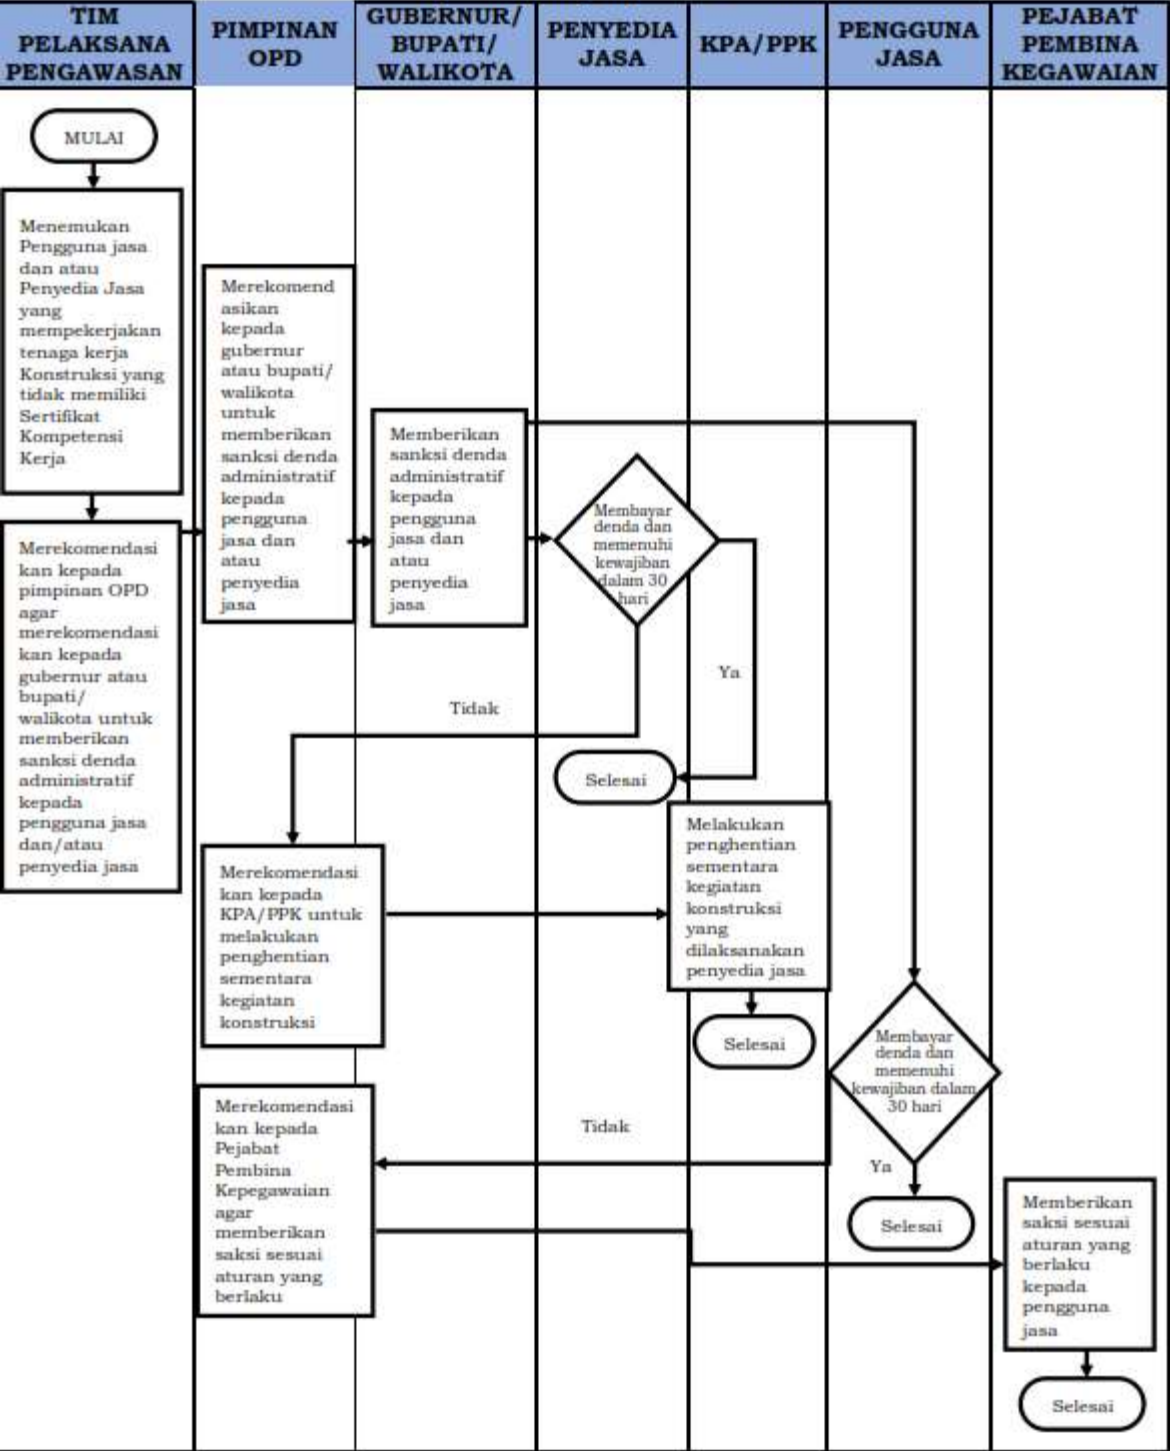 TIM
PELAKSANA
PENGAWASAN
PIMPINAN
OPD
GUBERNUR/
BUPATI/
WALIKOTA
PENYEDIA
JASA
KPA/PPK
PENGGUNA
JASA
PEJABAT
PEMBINA
KEGAWAIAN
MULAI
Menemukan
Pengguna jasa
dan atau
Penyedia Jasa
yang
mempekerjakan
tenaga kerja
Konstruksi yang
tidak memiliki
Sertifikat
Kompetensi
Kerja
Merekomendasi
kan kepada
pimpinan OPD
agar
merekomendasi
kan kepada
gubernur atau
bupati/
walikota untuk
memberikan
sanksi denda
administratif
kepada
pengguna jasa
dan/atau
penyedia jasa
Merekomend
asikan
kepada
gubernur
atau bupati/
walikota
untuk
memberikan
sanksi denda
administratif
kepada
pengguna
jasa dan
atau
penyedia
jasa
Memberikan
sanksi denda
administratif
kepada
pengguna
jasa dan
atau
penyedia
jasa
Membayar
denda dan
memenuhi
kewajiban
dalam 30
hari
Ya
Tidak
Selesai
Merekomendasi
kan kepada
KPA/PPK untuk
melakukan
penghentian
sementara
kegiatan
konstruksi
Melakukan
penghentian
sementara
kegiatan
konstruksi
yang
dilaksanakan
penyedia jasa
Selesai
Membayar
denda dan
memenuhi
kewajiban dalam
30 hari
Tidak
Ya
Selesai
Merekomendasi
kan kepada
Pejabat
Pembina
Kepegawaian
agar
memberikan
saksi sesuai
aturan yang
berlaku
Memberikan
saksi sesuai
aturan yang
berlaku
kepada
pengguna
jasa
Selesai